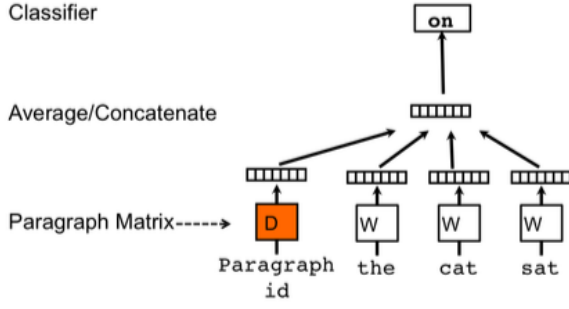 Classifier
on
Average/Concatenate
Paragraph Matrix----->
D
W
W
W
Paragraph
id
the
cat
sat